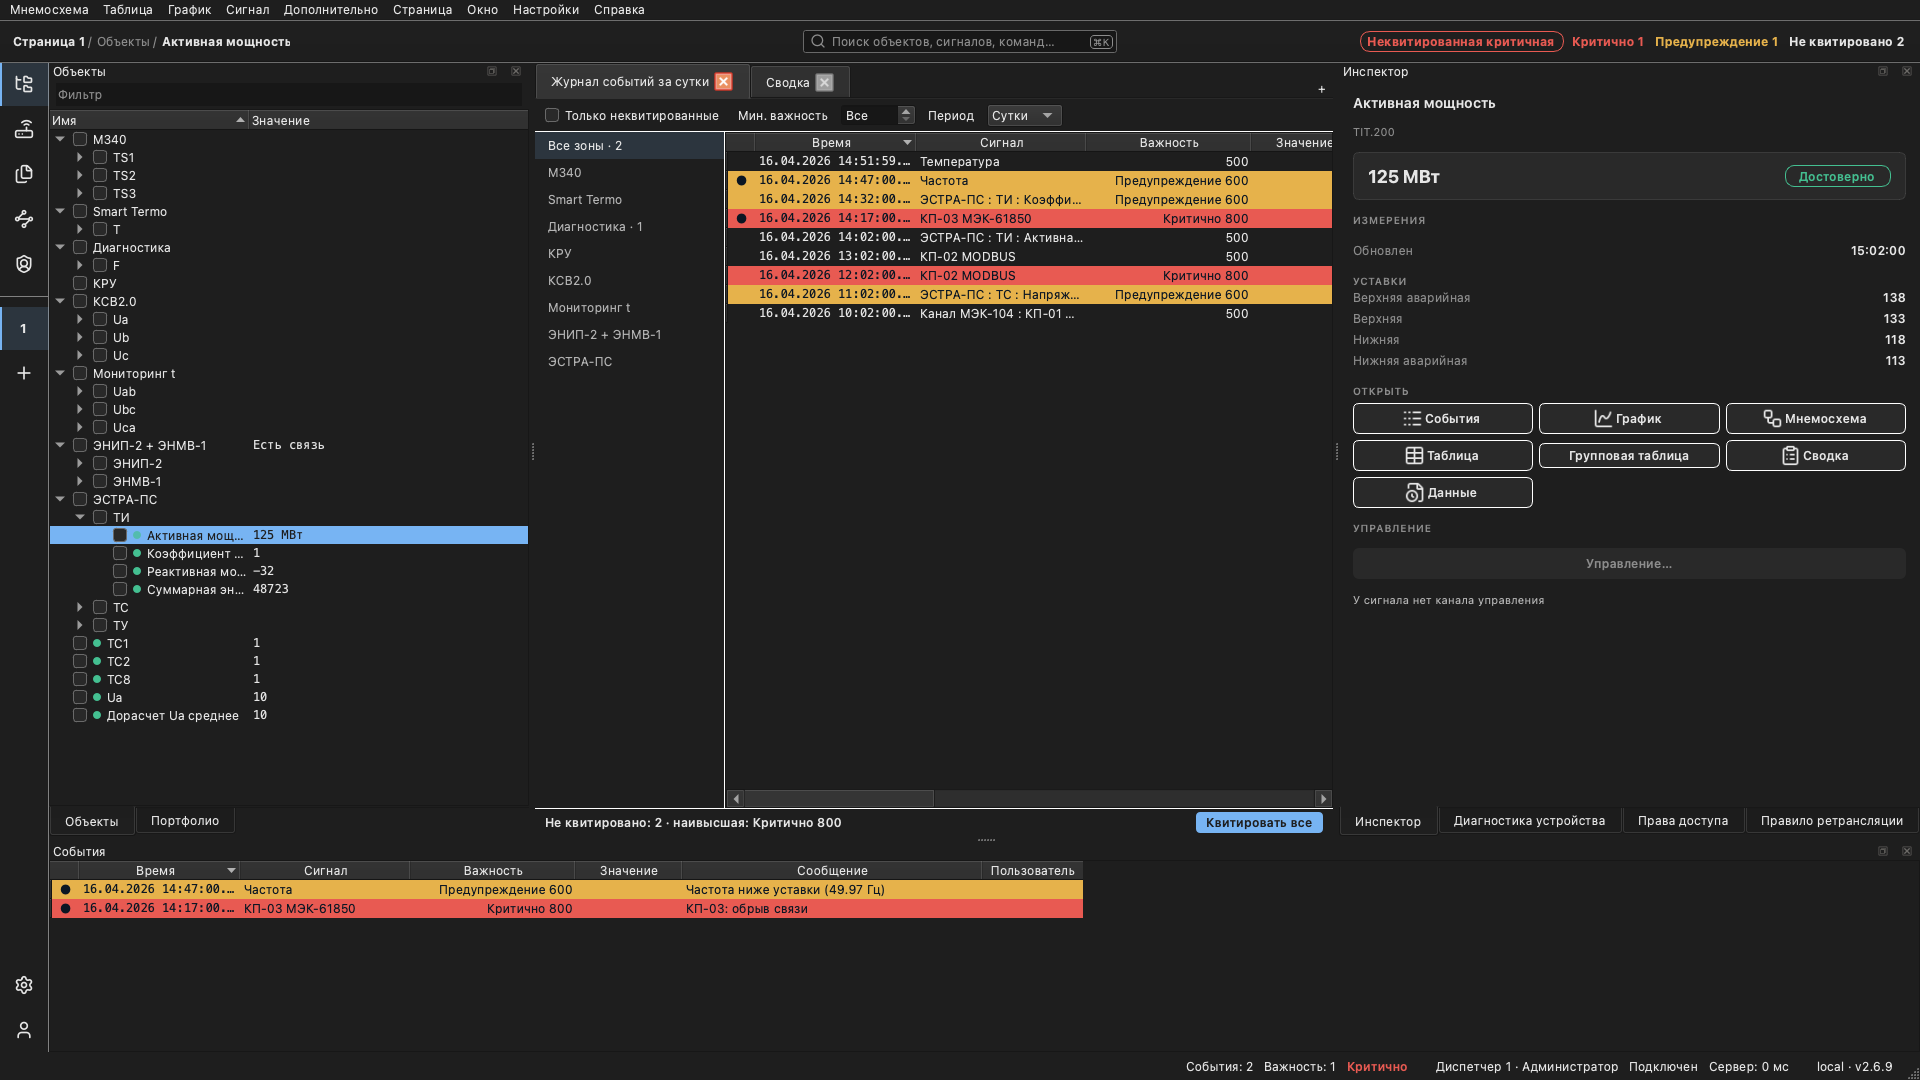 Мнемосхема Таблица График Сигнал Дополнительно Страница Окно Настройки Справка
Страница 1 / Объекты / Активная мощность
Поиск объектов, сигналов, команд... ⌘K
Неквитированная критичная Критично 1 Предупреждение 1 Не квитировано 2
Объекты
Фильтр
Имя Значение
М340
TS1
TS2
TS3
Smart Termo
T
Диагностика
F
КРУ
КСВ2.0
Ua
Ub
Uc
Мониторинг t
Uab
Ubc
Uca
ЭНИП-2 + ЭНМВ-1 Есть связь
ЭНИП-2
ЭНМВ-1
ЭСТРА-ПС
ТИ
Активная мощ... 125 МВт
Коэффициент ... 1
Реактивная мо... −32
Суммарная эн... 48723
ТС
ТУ
ТС1 1
ТС2 1
ТС8 1
Ua 10
Дорасчет Ua среднее 10
Объекты Портфолио
1
Журнал событий за сутки Сводка
+
Только неквитированные Мин. важность Все Период Сутки
Все зоны · 2
М340
Smart Termo
Диагностика · 1
КРУ
КСВ2.0
Мониторинг t
ЭНИП-2 + ЭНМВ-1
ЭСТРА-ПС
Время Сигнал Важность Значение
16.04.2026 14:51:59.... Температура 500
16.04.2026 14:47:00.... Частота Предупреждение 600
16.04.2026 14:32:00.... ЭСТРА-ПС : ТИ : Коэффи... Предупреждение 600
16.04.2026 14:17:00.... КП-03 МЭК-61850 Критично 800
16.04.2026 14:02:00.... ЭСТРА-ПС : ТИ : Активна... 500
16.04.2026 13:02:00.... КП-02 MODBUS 500
16.04.2026 12:02:00.... КП-02 MODBUS Критично 800
16.04.2026 11:02:00.... ЭСТРА-ПС : ТС : Напряж... Предупреждение 600
16.04.2026 10:02:00.... Канал МЭК-104 : КП-01 ... 500
Не квитировано: 2 · наивысшая: Критично 800 Квитировать все
Инспектор
Активная мощность
TIT.200
125 МВт Достоверно
ИЗМЕРЕНИЯ
Обновлен 15:02:00
УСТАВКИ
Верхняя аварийная 138
Верхняя 133
Нижняя 118
Нижняя аварийная 113
ОТКРЫТЬ
События График Мнемосхема
Таблица Групповая таблица Сводка
Данные
УПРАВЛЕНИЕ
Управление...
У сигнала нет канала управления
Инспектор Диагностика устройства Права доступа Правило ретрансляции
События
Время Сигнал Важность Значение Сообщение Пользователь
16.04.2026 14:47:00.... Частота Предупреждение 600 Частота ниже уставки (49.97 Гц)
16.04.2026 14:17:00.... КП-03 МЭК-61850 Критично 800 КП-03: обрыв связи
События: 2 Важность: 1 Критично Диспетчер 1 · Администратор Подключен Сервер: 0 мс local · v2.6.9